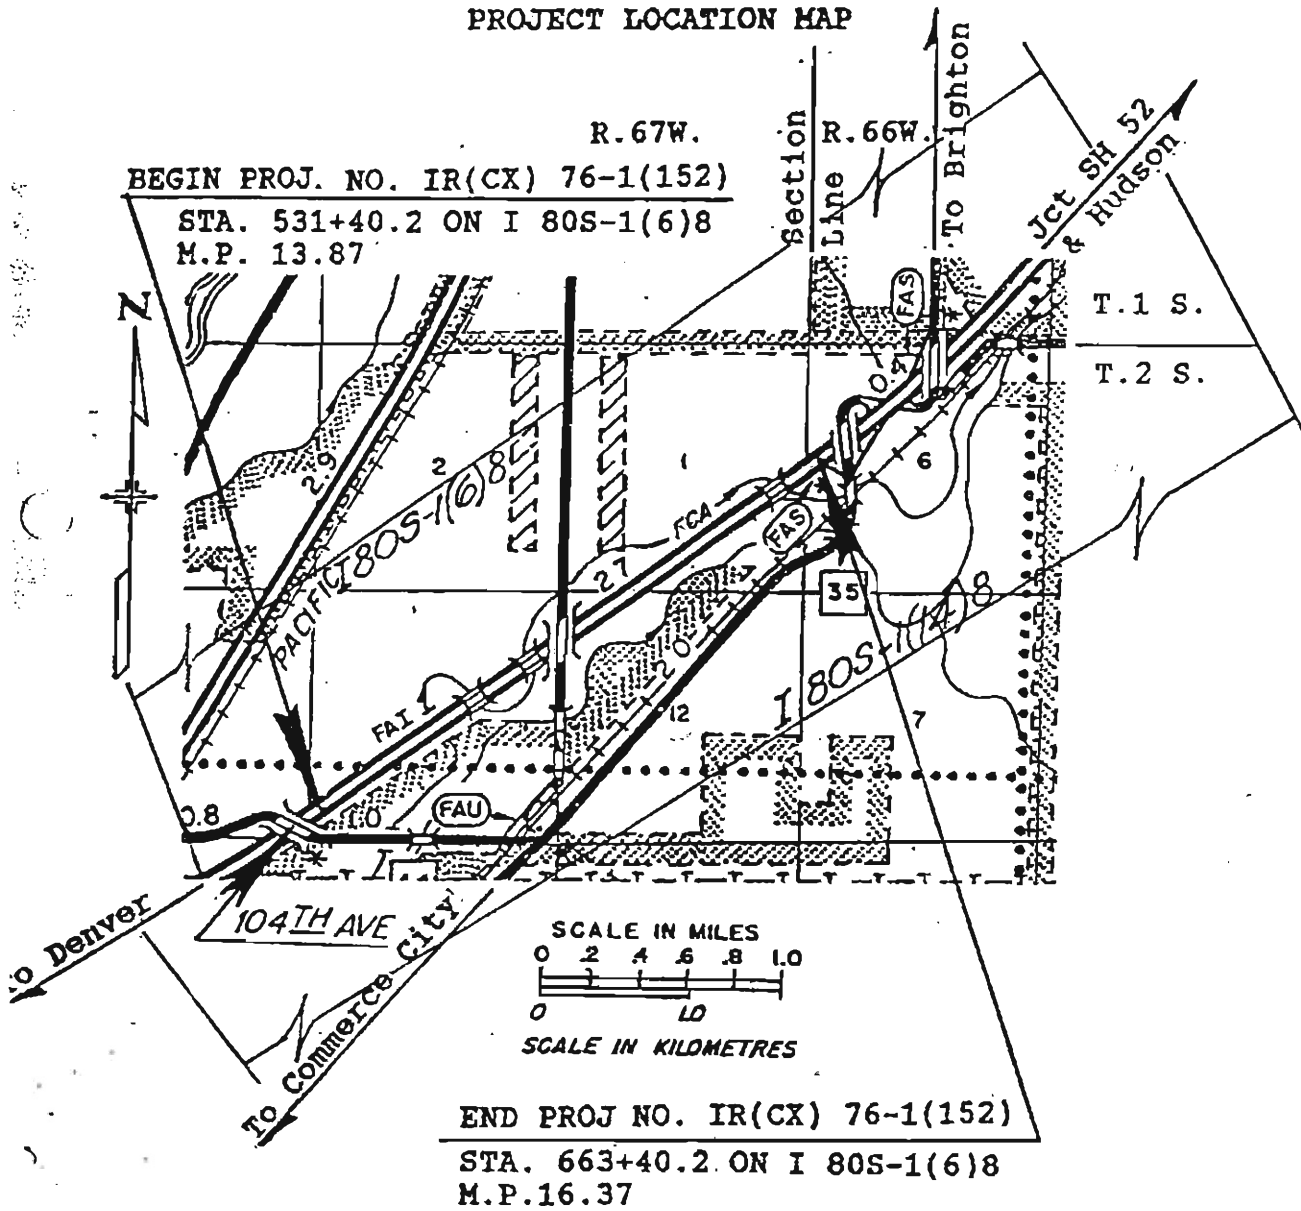 PROJECT LOCATION MAP
R.67W.
R.66W.
Section
Line
To Brighton
Jct SH 52
& Hudson
BEGIN PROJ. NO. IR(CX) 76-1(152)
STA. 531+40.2 ON I 80S-1(6)8
M.P. 13.87
N
T.1 S.
T.2 S.
FAS
0.4
2.9
2
1
6
PACIFIC
I 80S-1(6)8
FCA
FAS
2.7
35
I 80S-1(12)8
2.0
12
7
FAI
0.8
1.0
FAU
104TH AVE
To Denver
To Commerce City
SCALE IN MILES
0 .2 .4 .6 .8 1.0
0 1.0
SCALE IN KILOMETRES
END PROJ NO. IR(CX) 76-1(152)
STA. 663+40.2 ON I 80S-1(6)8
M.P.16.37